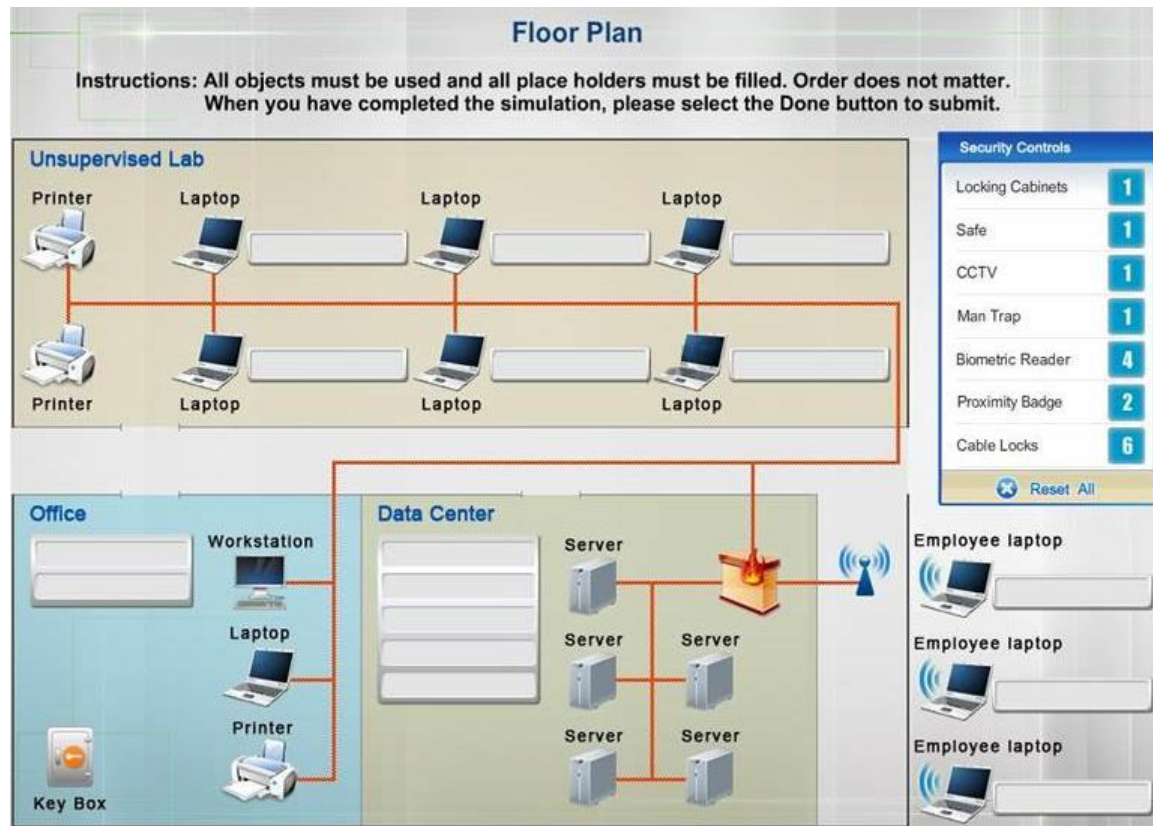 Floor Plan
Instructions: All objects must be used and all place holders must be filled. Order does not matter.
When you have completed the simulation, please select the Done button to submit.
Unsupervised Lab
Printer
Laptop
Laptop
Laptop
Printer
Laptop
Laptop
Laptop
Security Controls
Locking Cabinets 1
Safe 1
CCTV 1
Man Trap 1
Biometric Reader 4
Proximity Badge 2
Cable Locks 6
Reset All
Office
Workstation
Laptop
Printer
Key Box
Data Center
Server
Server
Server
Server
Server
Employee laptop
Employee laptop
Employee laptop